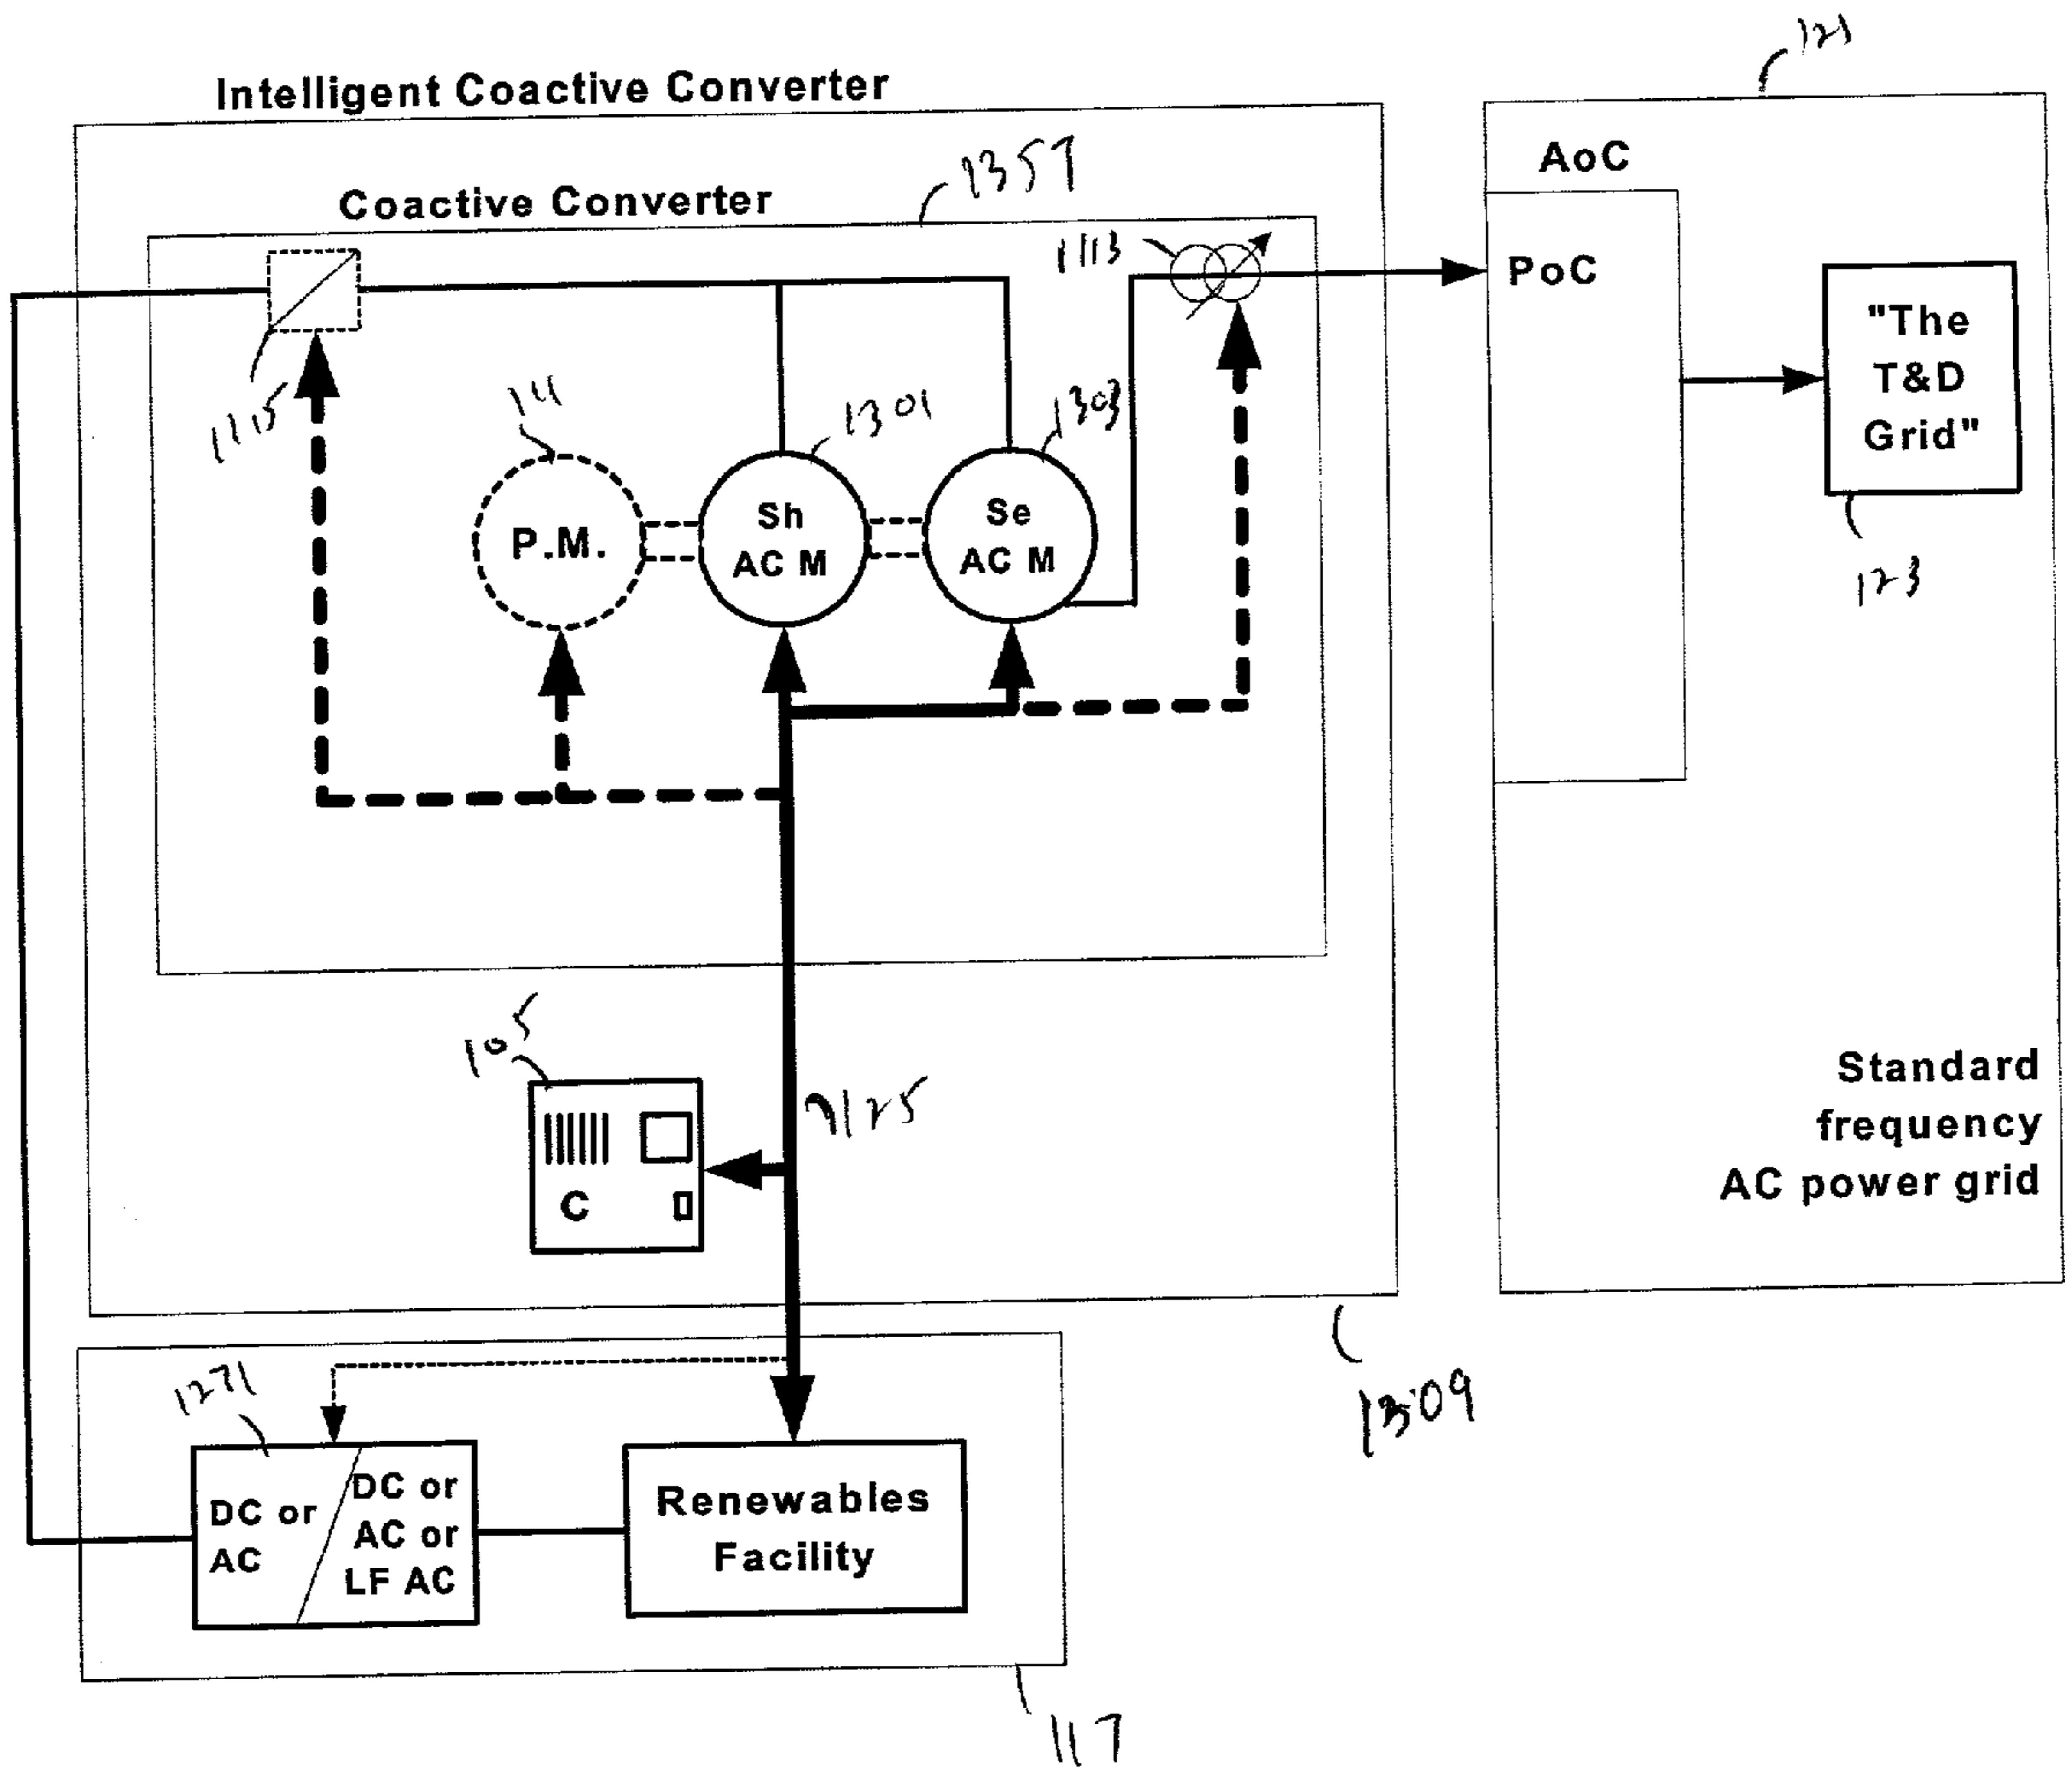 121
Intelligent Coactive Converter
AoC
1357
Coactive Converter
1113
PoC
"The
T&D
Grid"
1115
1301
1303
Sh
AC M
Se
AC M
P.M.
123
105
C
Standard
frequency
AC power grid
1309
1271
DC or
AC
DC or
AC or
LF AC
Renewables
Facility
117